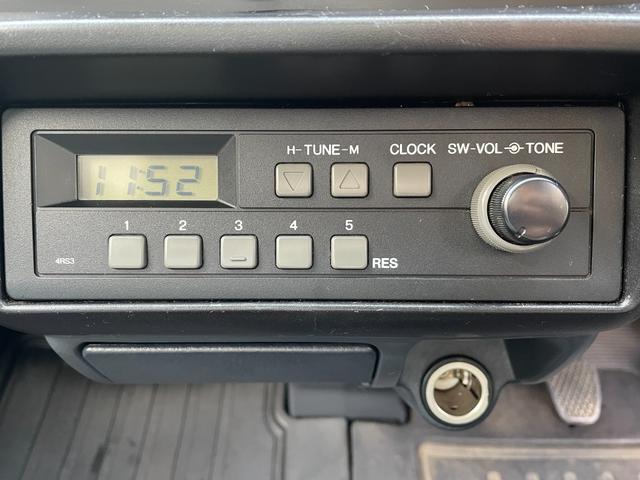 H-TUNE-M CLOCK SW-VOL TONE
11:52
1 2 3 4 5
4RS3 RES